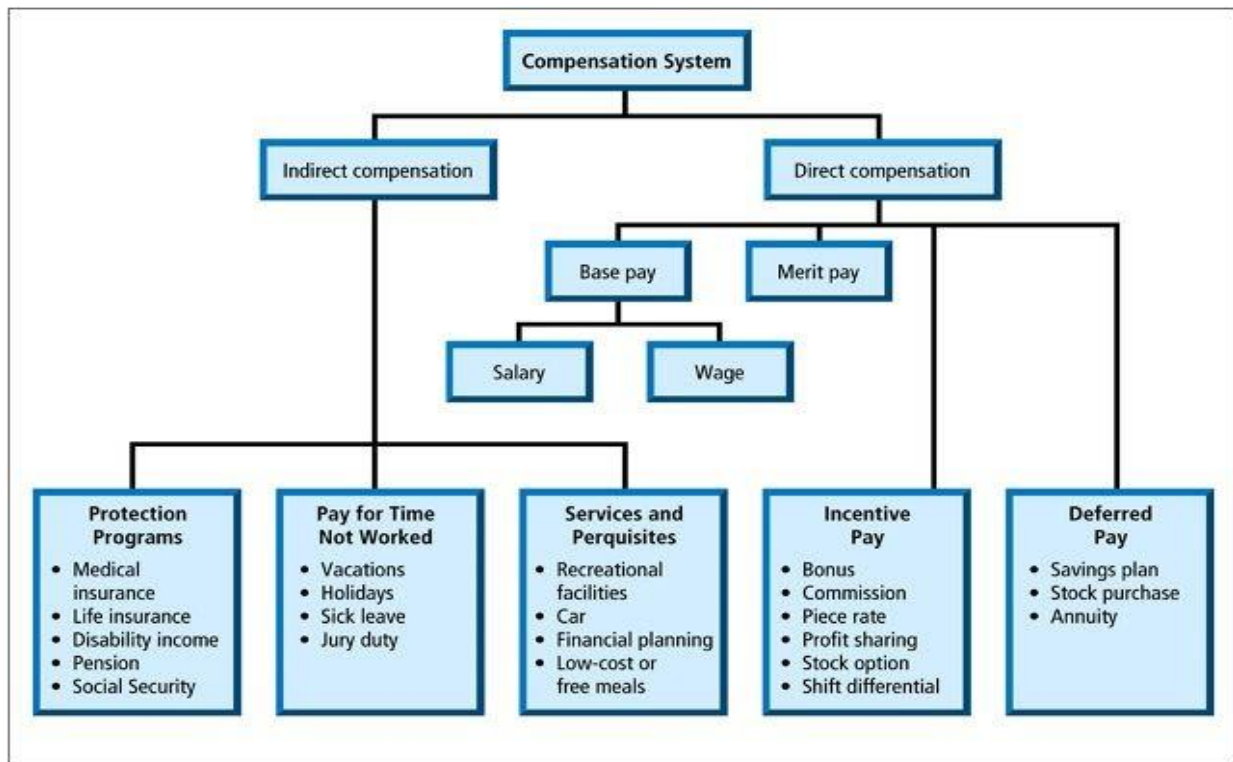 Compensation System
Indirect compensation
Direct compensation
Base pay
Merit pay
Salary
Wage
Protection
Programs
• Medical
insurance
• Life insurance
• Disability income
• Pension
• Social Security
Pay for Time
Not Worked
• Vacations
• Holidays
• Sick leave
• Jury duty
Services and
Perquisites
• Recreational
facilities
• Car
• Financial planning
• Low-cost or
free meals
Incentive
Pay
• Bonus
• Commission
• Piece rate
• Profit sharing
• Stock option
• Shift differential
Deferred
Pay
• Savings plan
• Stock purchase
• Annuity